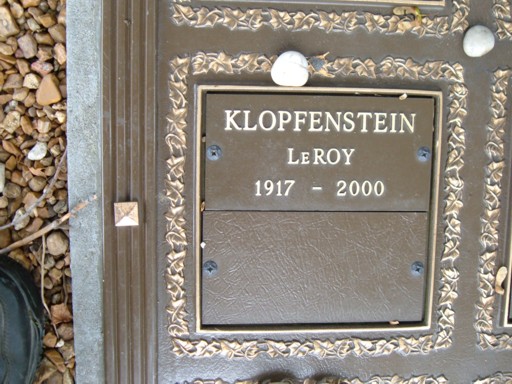 KLOPFENSTEIN
LEROY
1917 - 2000